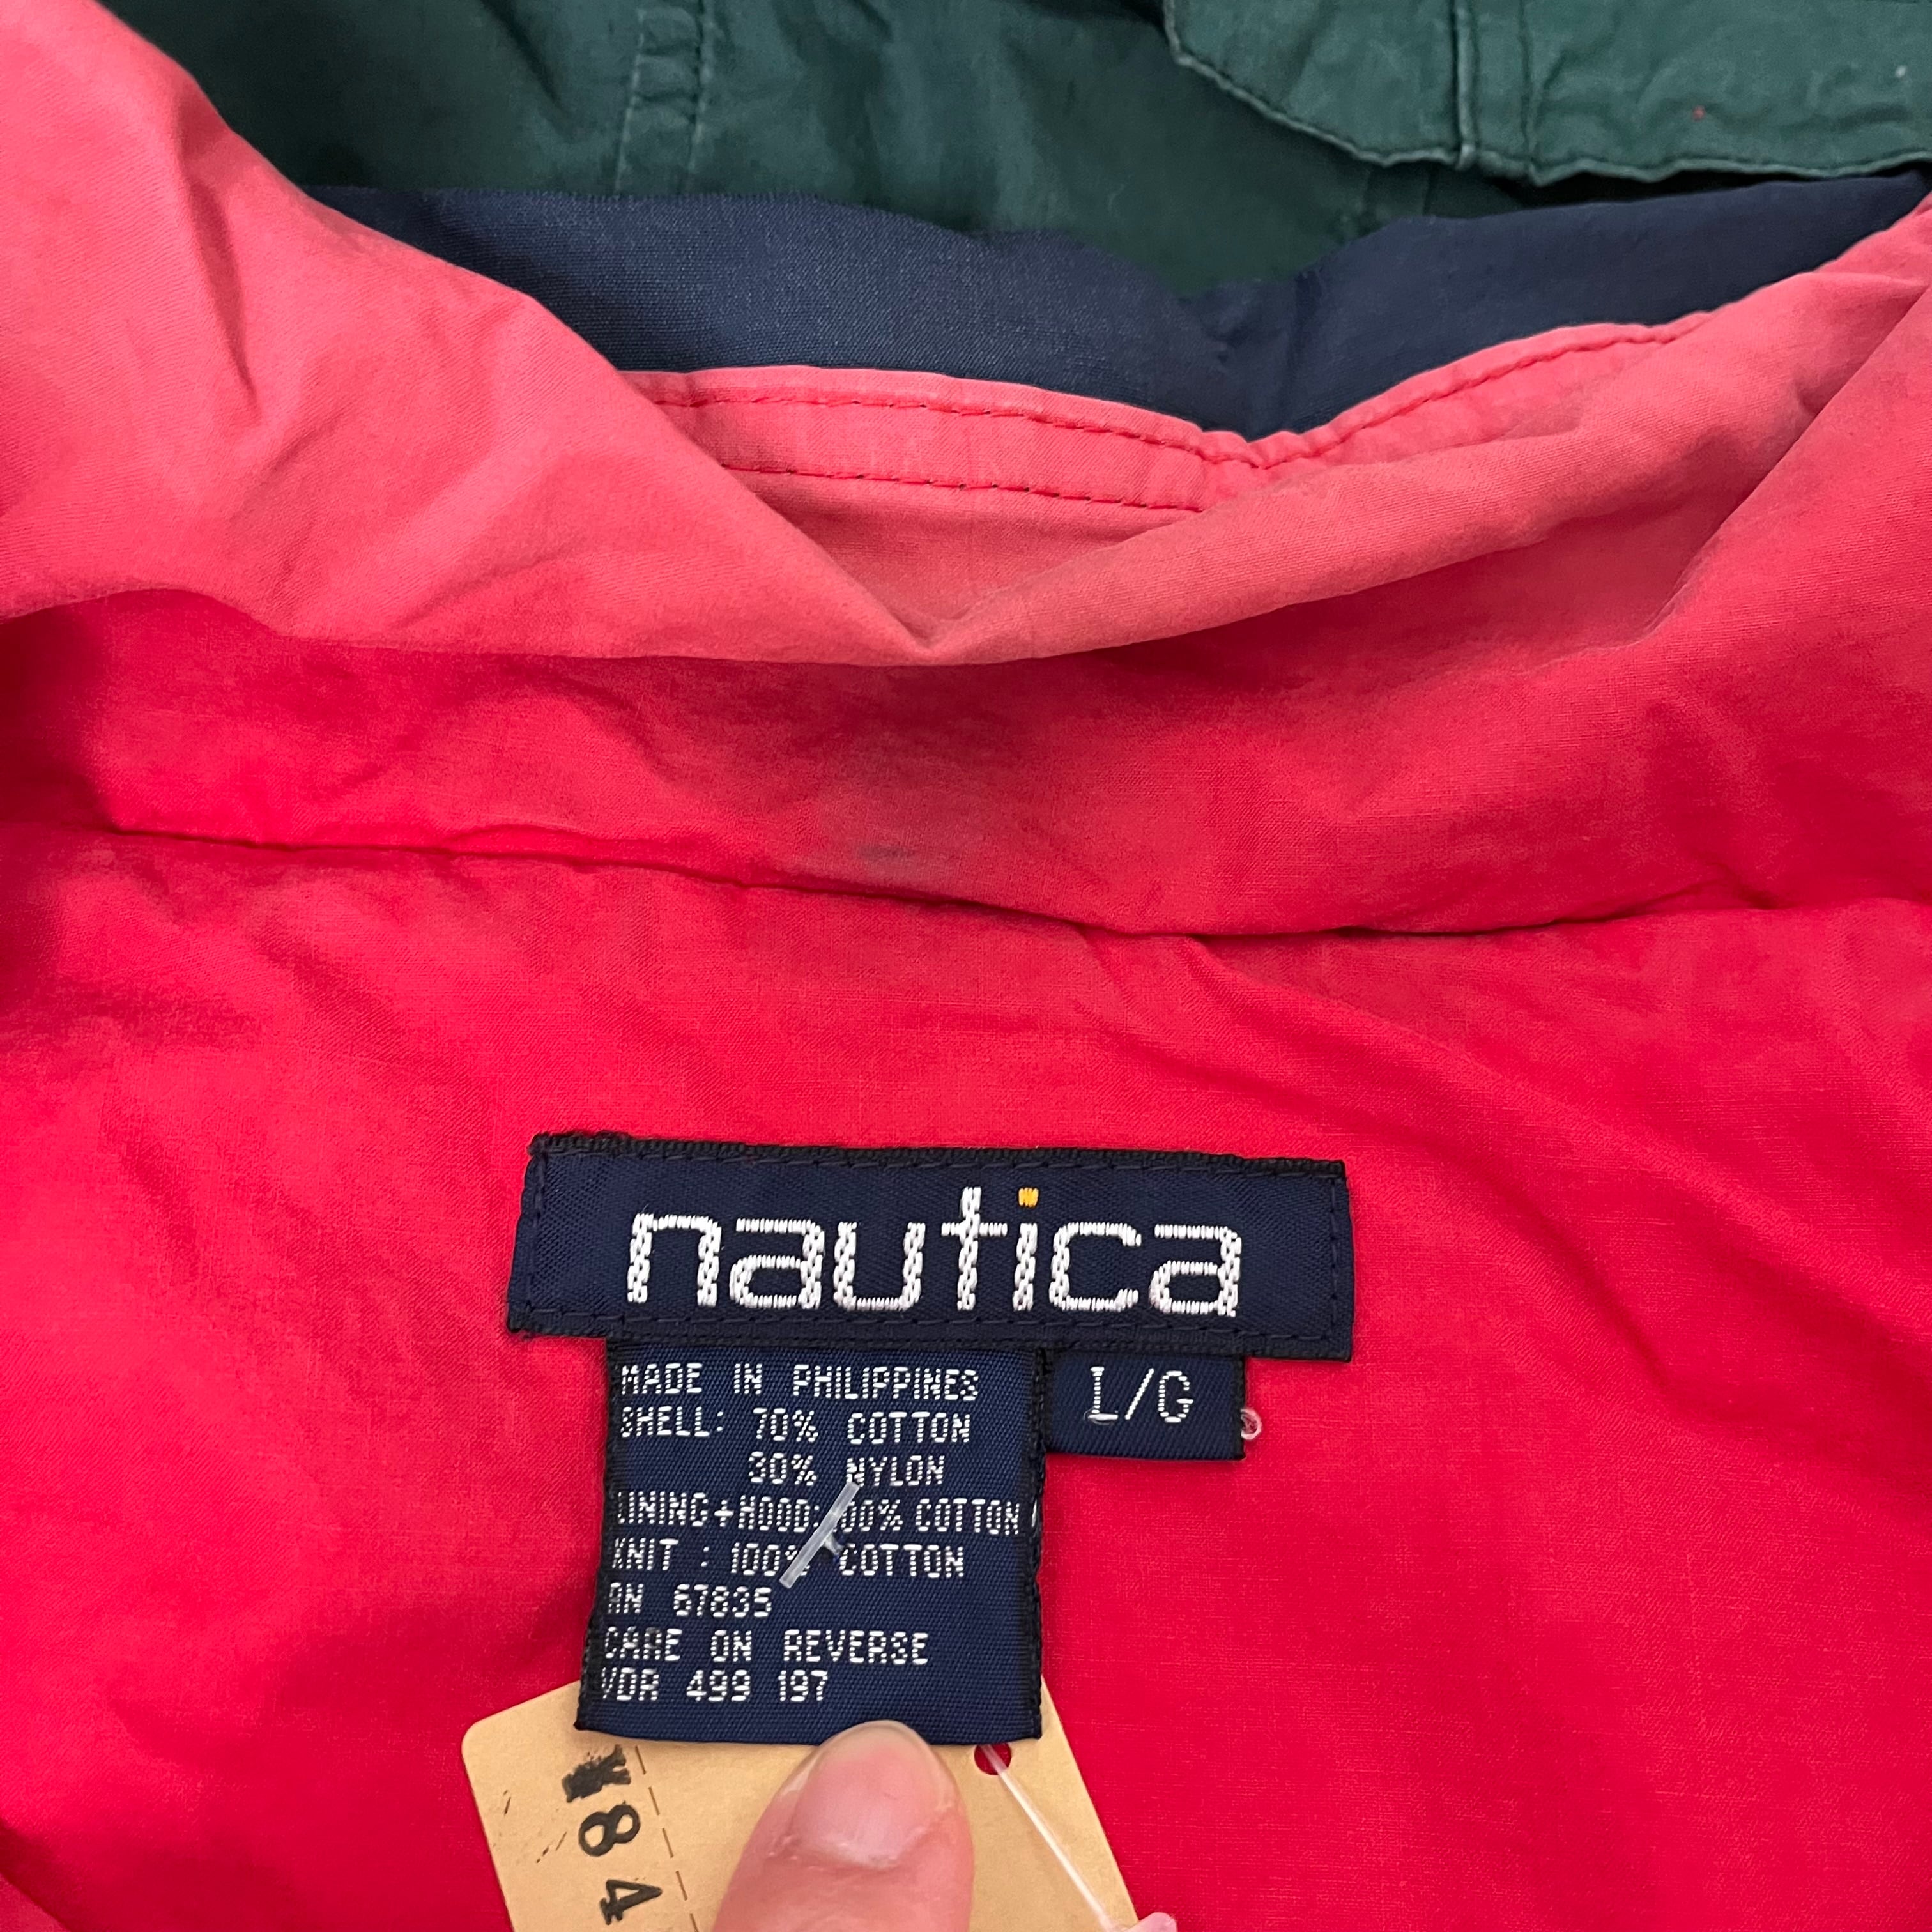 nautica
MADE IN PHILIPPINES
SHELL: 70% COTTON
30% NYLON
LINING+HOOD: 100% COTTON
KNIT : 100% COTTON
RN 67835
CARE ON REVERSE
VDR 499 197
L/G
¥84